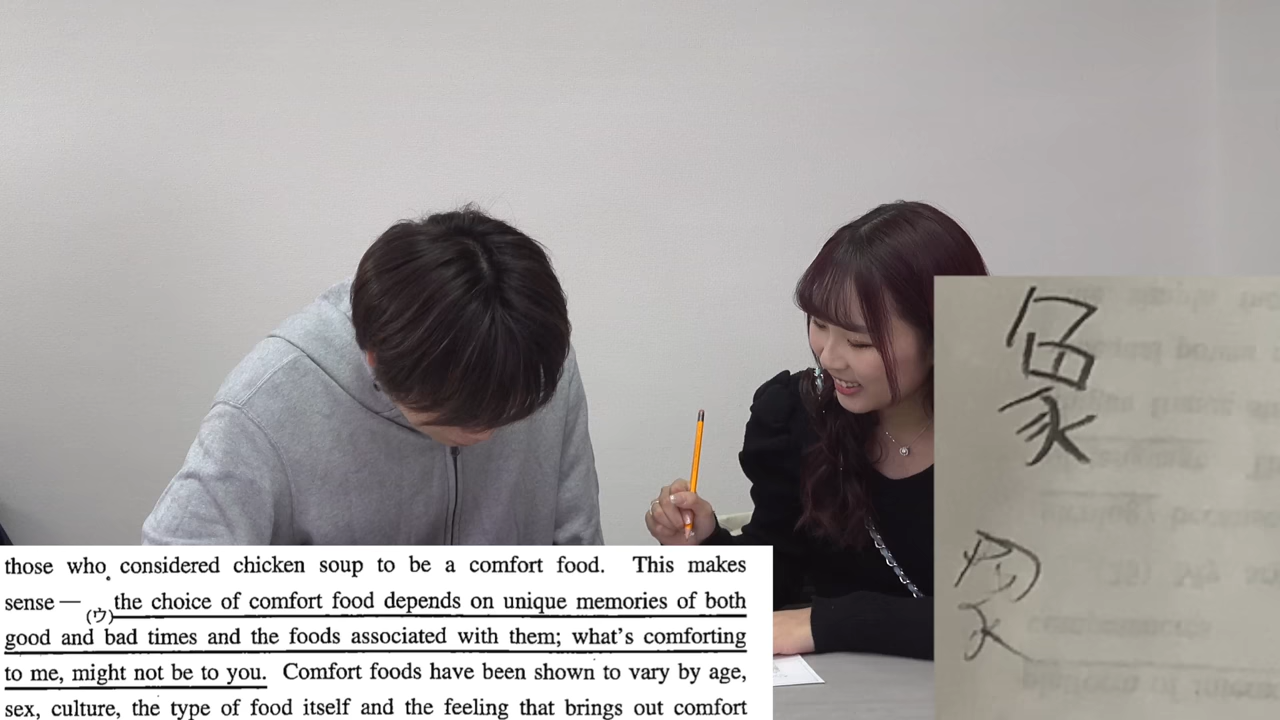 those who considered chicken soup to be a comfort food. This makes
sense— (ウ)the choice of comfort food depends on unique memories of both
good and bad times and the foods associated with them; what's comforting
to me, might not be to you. Comfort foods have been shown to vary by age,
sex, culture, the type of food itself and the feeling that brings out comfort
象